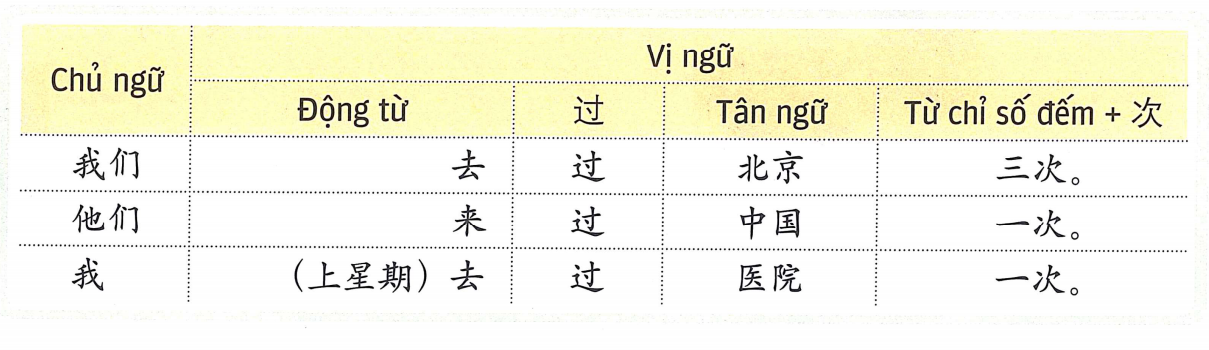 Chủ ngữ Vị ngữ
Động từ 过 Tân ngữ Từ chỉ số đếm + 次
我们 去 过 北京 三次。
他们 来 过 中国 一次。
我 （上星期）去 过 医院 一次。